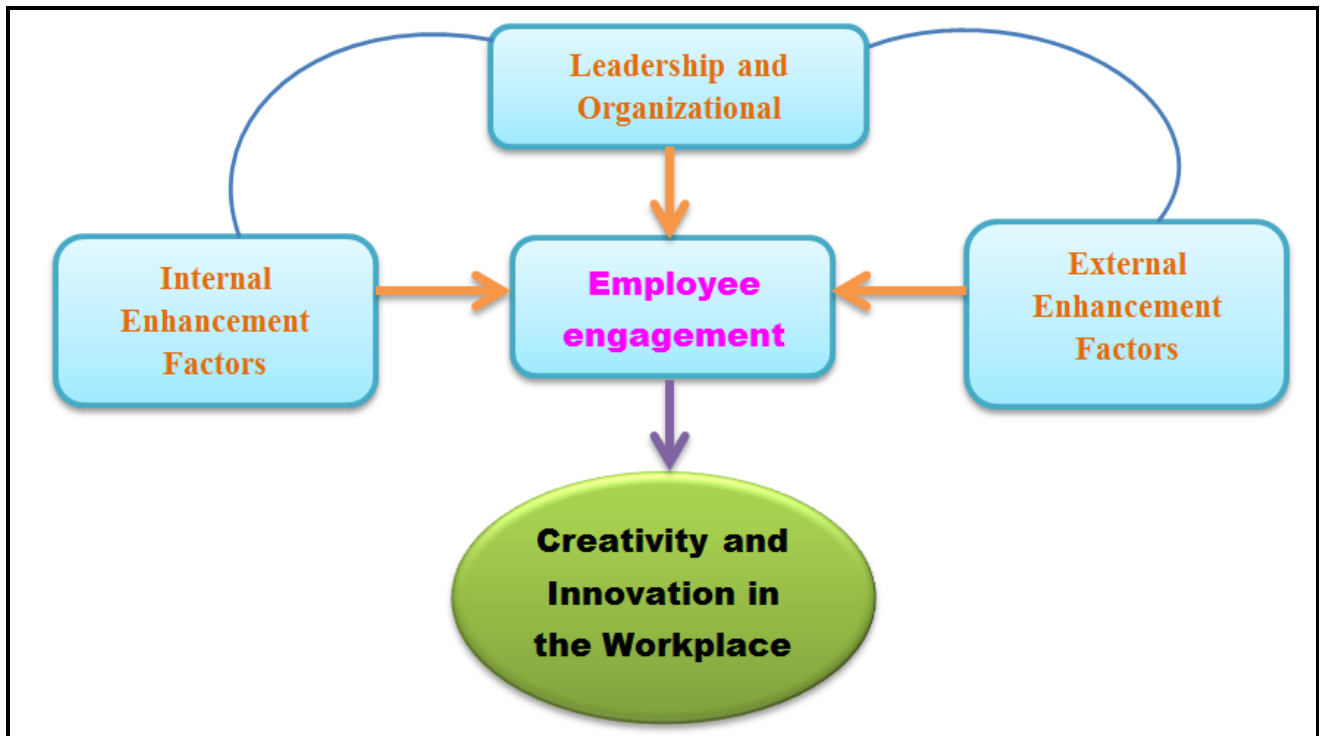 Leadership and
Organizational
Internal
Enhancement
Factors
Employee
engagement
External
Enhancement
Factors
Creativity and
Innovation in
the Workplace